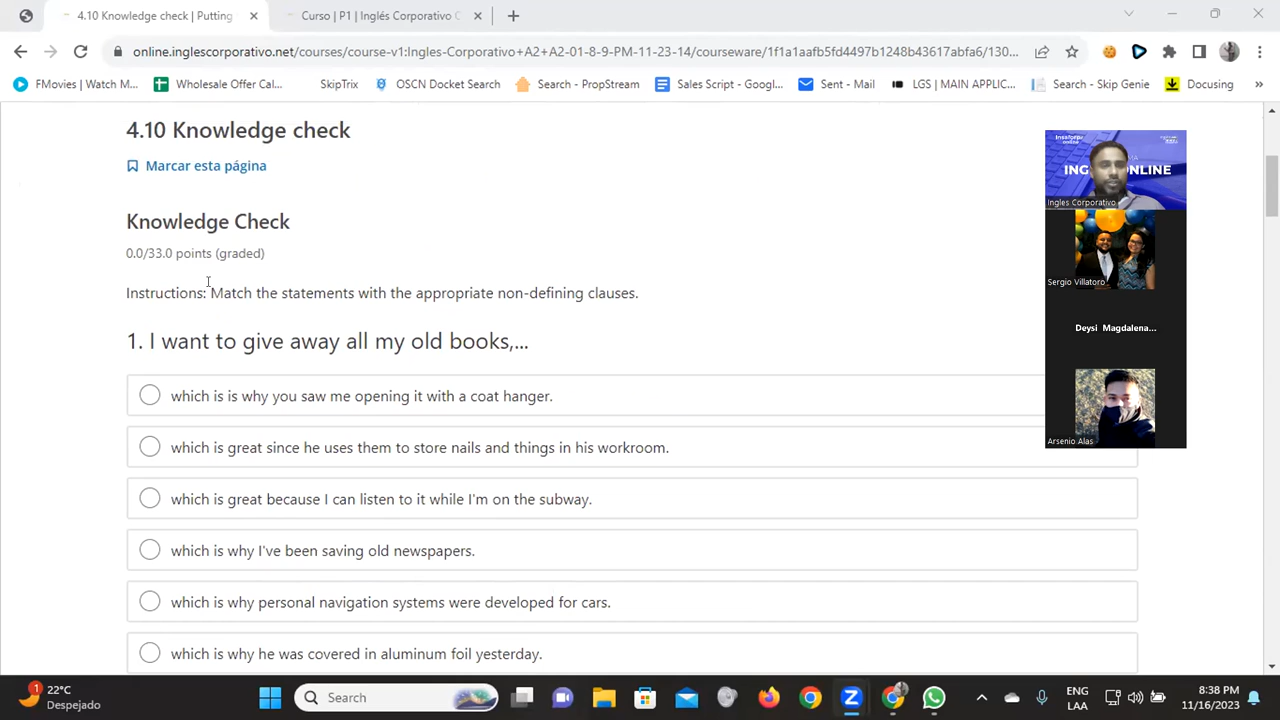 4.10 Knowledge check | Putting
Curso | P1 | Inglés Corporativo C
online.inglescorporativo.net/courses/course-v1:Ingles-Corporativo+A2+A2-01-8-9-PM-11-23-14/courseware/1f1a1aafb5fd4497b1248b43617abfa6/130...
FMovies | Watch M...
Wholesale Offer Cal...
SkipTrix
OSCN Docket Search
Search - PropStream
Sales Script - Googl...
Sent - Mail
LGS | MAIN APPLIC...
Search - Skip Genie
Docusing
»
4.10 Knowledge check
Marcar esta página
Knowledge Check
0.0/33.0 points (graded)
Instructions: Match the statements with the appropriate non-defining clauses.
1. I want to give away all my old books,...
which is is why you saw me opening it with a coat hanger.
which is great since he uses them to store nails and things in his workroom.
which is great because I can listen to it while I'm on the subway.
which is why I've been saving old newspapers.
which is why personal navigation systems were developed for cars.
which is why he was covered in aluminum foil yesterday.
Ingles Corporativo
Sergio Villatoro
Deysi Magdalena...
Arsenio Alas
1
22°C
Despejado
Search
ENG
LAA
8:38 PM
11/16/2023